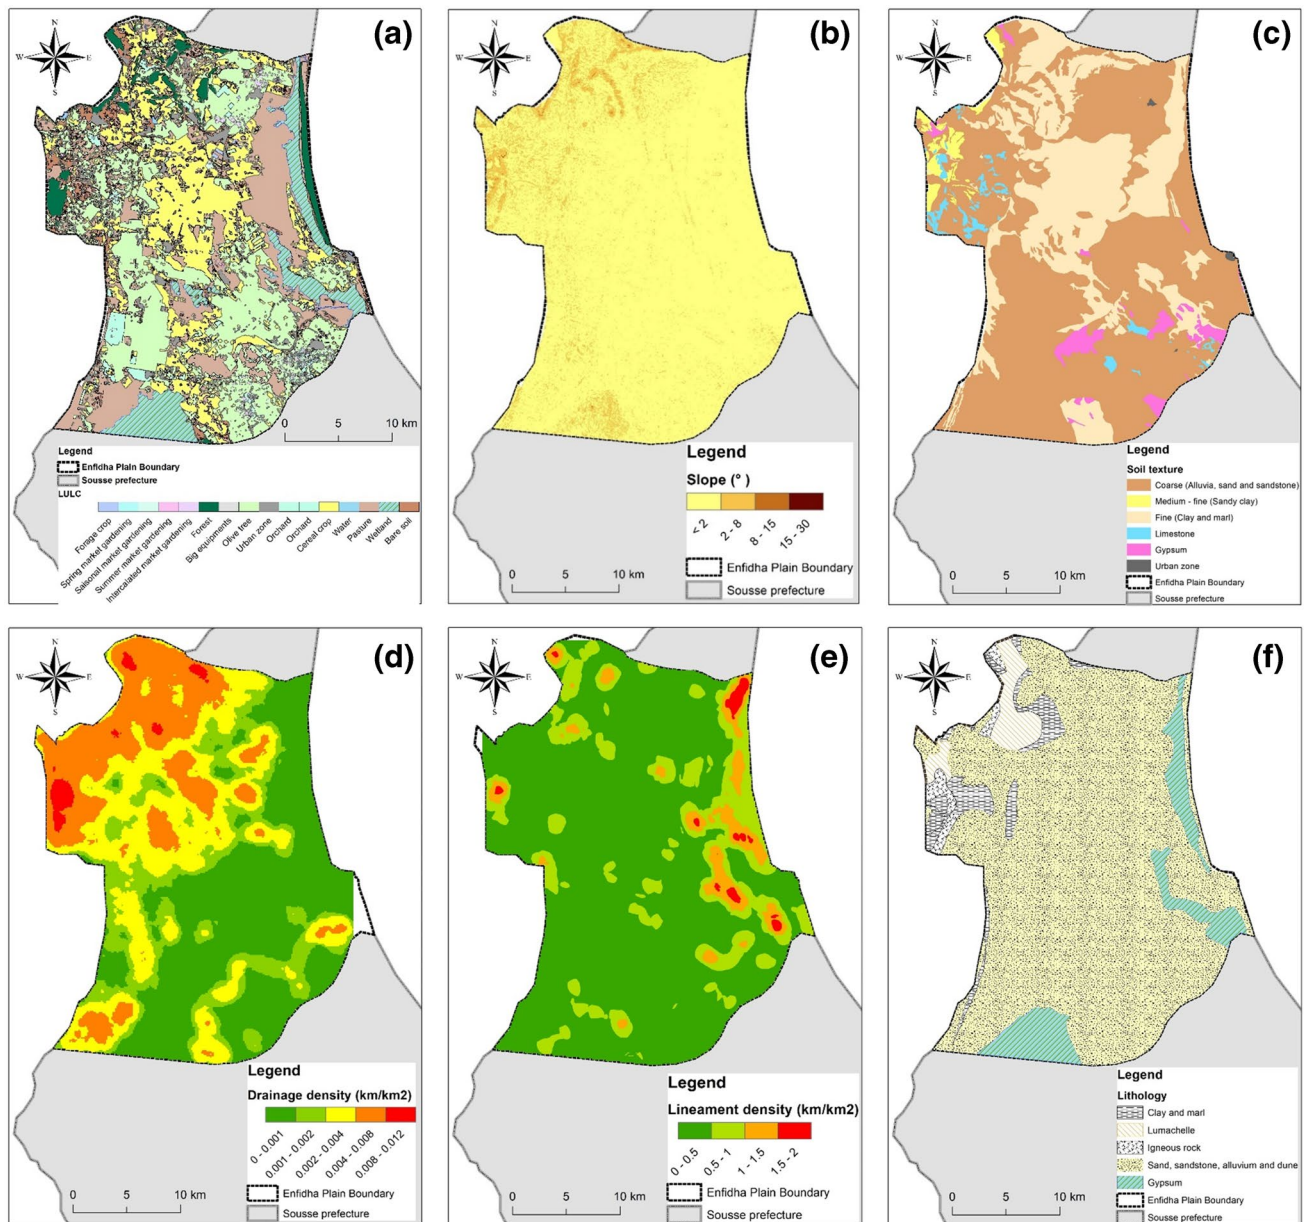 (a)
N
W
E
S
0
5
10 km
Legend
Enfidha Plain Boundary
Sousse prefecture
LULC
Forage crop
Spring market gardening
Saisonal market gardening
Summer market gardening
Intercalated market gardening
Forest
Big equipments
Olive tree
Urban zone
Orchard
Orchard
Cereal crop
Water
Pasture
Wetland
Bare soil
(b)
N
W
E
S
Legend
Slope (° )
< 2
2 - 8
8 - 15
15 - 30
Enfidha Plain Boundary
Sousse prefecture
0
5
10 km
(c)
N
W
E
S
Legend
Soil texture
Coarse (Alluvia, sand and sandstone)
Medium - fine (Sandy clay)
Fine (Clay and marl)
Limestone
Gypsum
Urban zone
Enfidha Plain Boundary
Sousse prefecture
0
5
10 km
(d)
N
W
E
S
Legend
Drainage density (km/km2)
0 - 0.001
0.001 - 0.002
0.002 - 0.004
0.004 - 0.008
0.008 - 0.012
Enfidha Plain Boundary
Sousse prefecture
0
5
10 km
(e)
N
W
E
S
Legend
Lineament density (km/km2)
0 - 0.5
0.5 - 1
1 - 1.5
1.5 - 2
Enfidha Plain Boundary
Sousse prefecture
0
5
10 km
(f)
N
W
E
S
Legend
Lithology
Clay and marl
Lumachelle
Igneous rock
Sand, sandstone, alluvium and dune
Gypsum
Enfidha Plain Boundary
Sousse prefecture
0
5
10 km